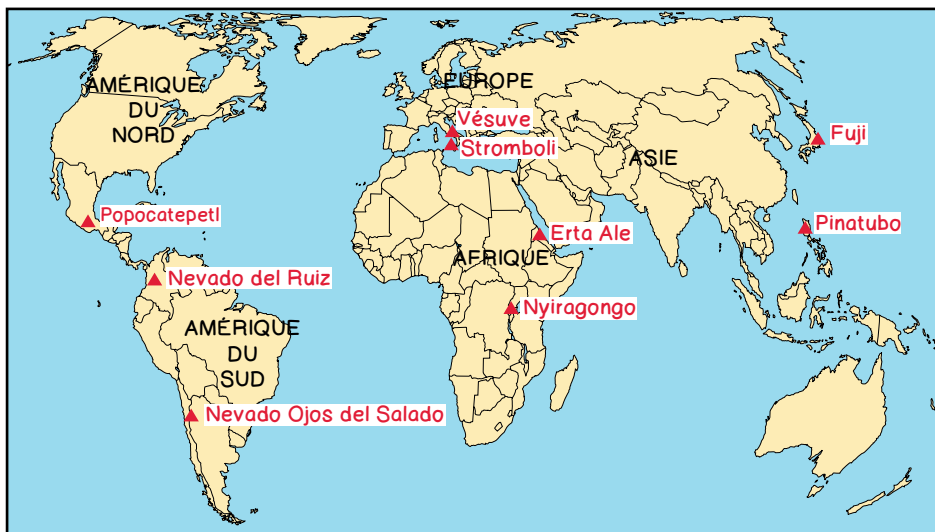 AMÉRIQUE
DU
NORD
EUROPE
Vésuve
Stromboli
ASIE
Fuji
Popocatepetl
Erta Ale
Pinatubo
AFRIQUE
Nevado del Ruiz
Nyiragongo
AMÉRIQUE
DU
SUD
Nevado Ojos del Salado